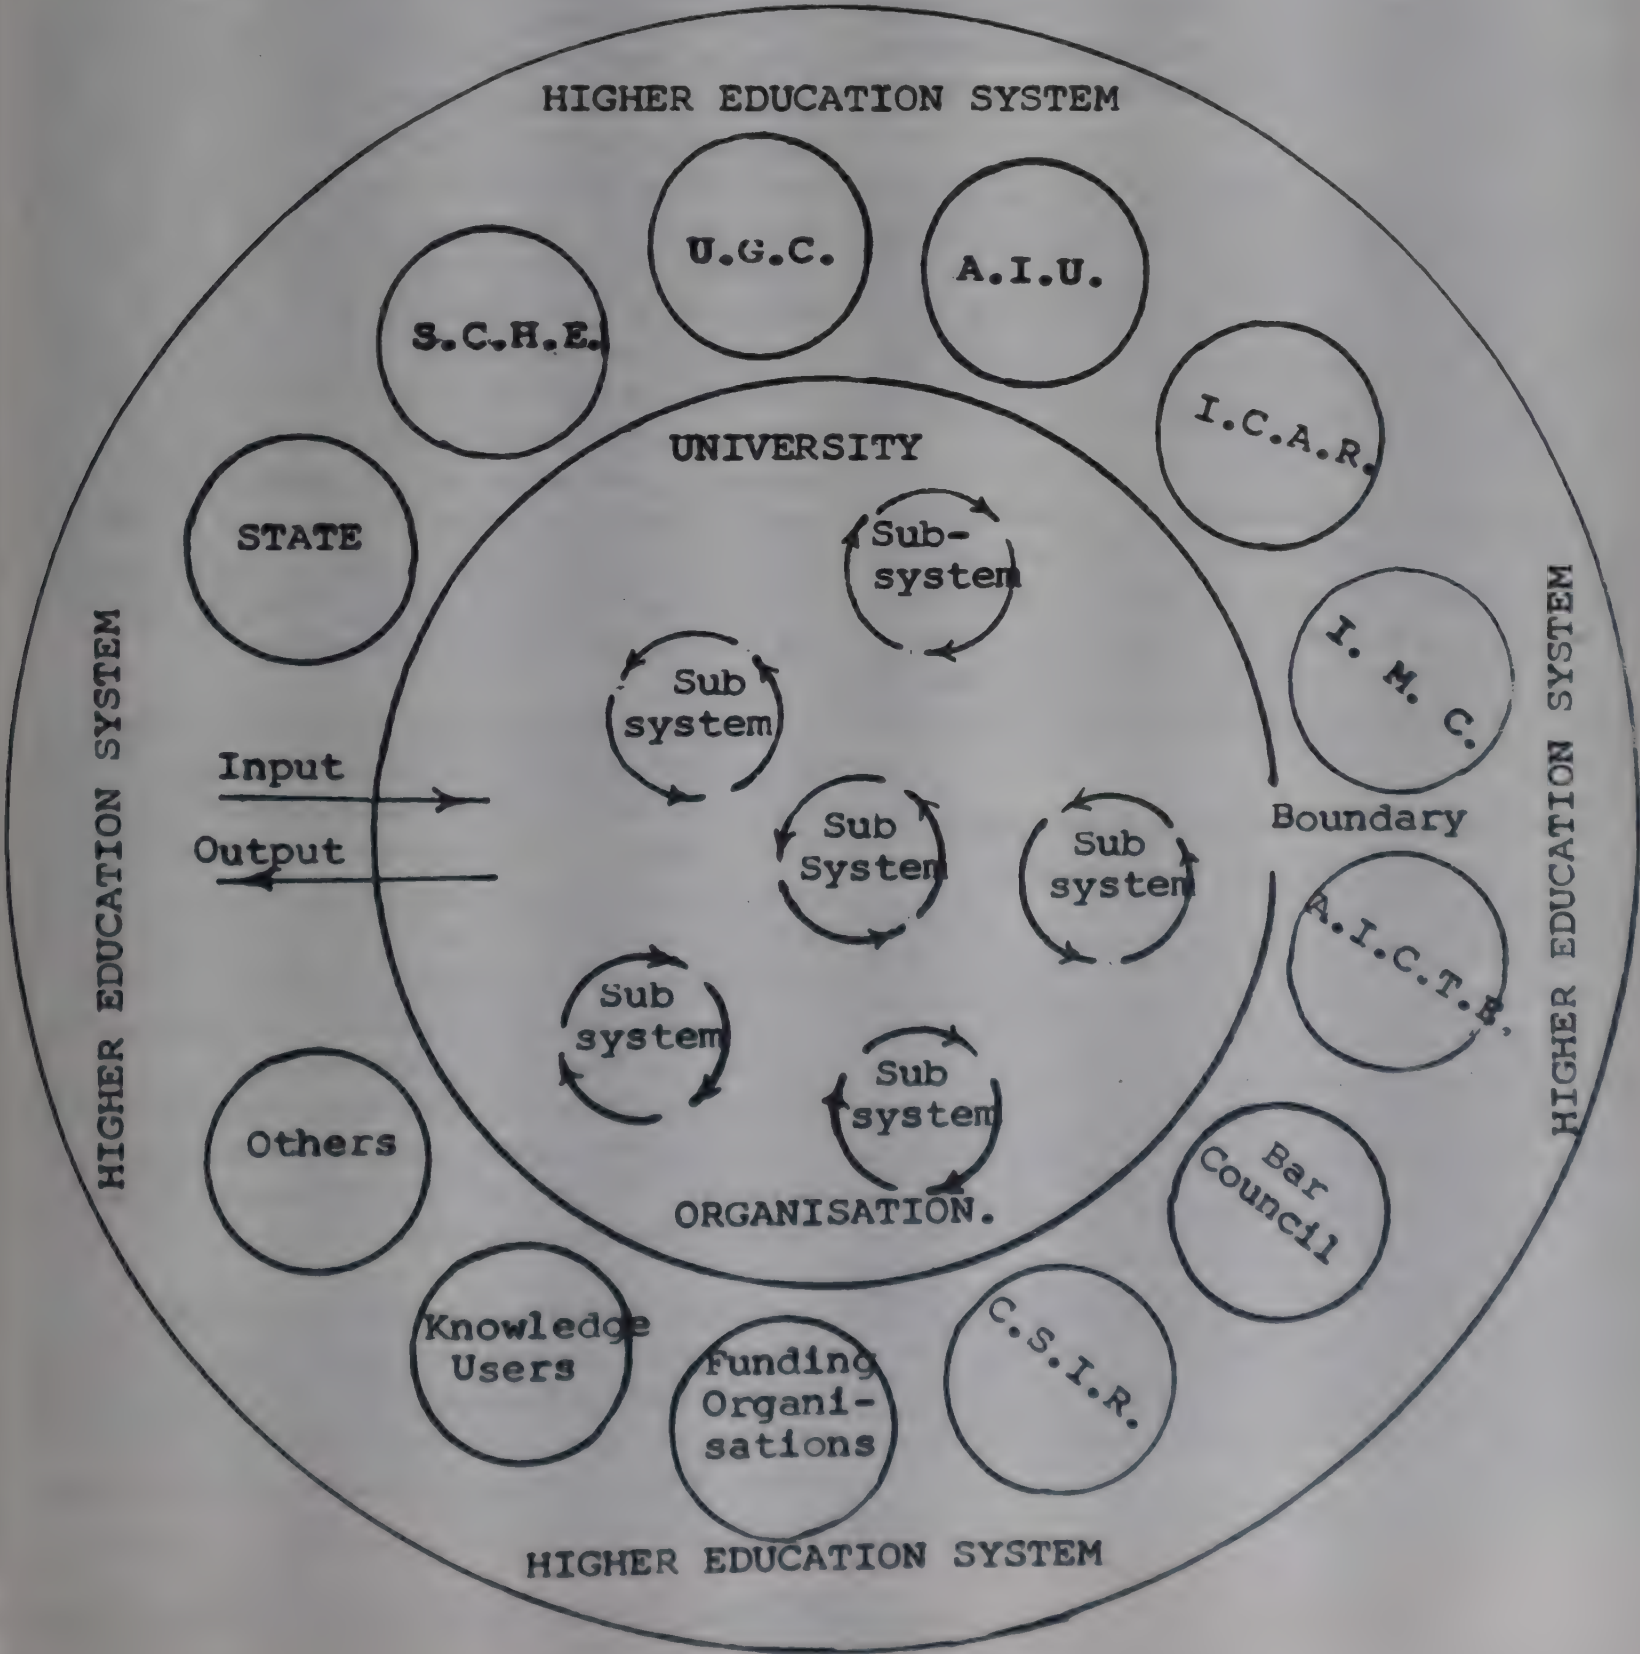 HIGHER EDUCATION SYSTEM
U.G.C.
A.I.U.
S.C.H.E.
I.C.A.R.
UNIVERSITY
STATE
Sub-
system
I. M. C.
HIGHER EDUCATION SYSTEM
HIGHER EDUCATION SYSTEM
Sub
system
Input
Boundary
Sub
System
Sub
system
Output
A.I.C.T.E.
Sub
system
Sub
system
Others
Bar
Council
ORGANISATION.
Knowledge
Users
C.S.I.R.
Funding
Organi-
sations
HIGHER EDUCATION SYSTEM